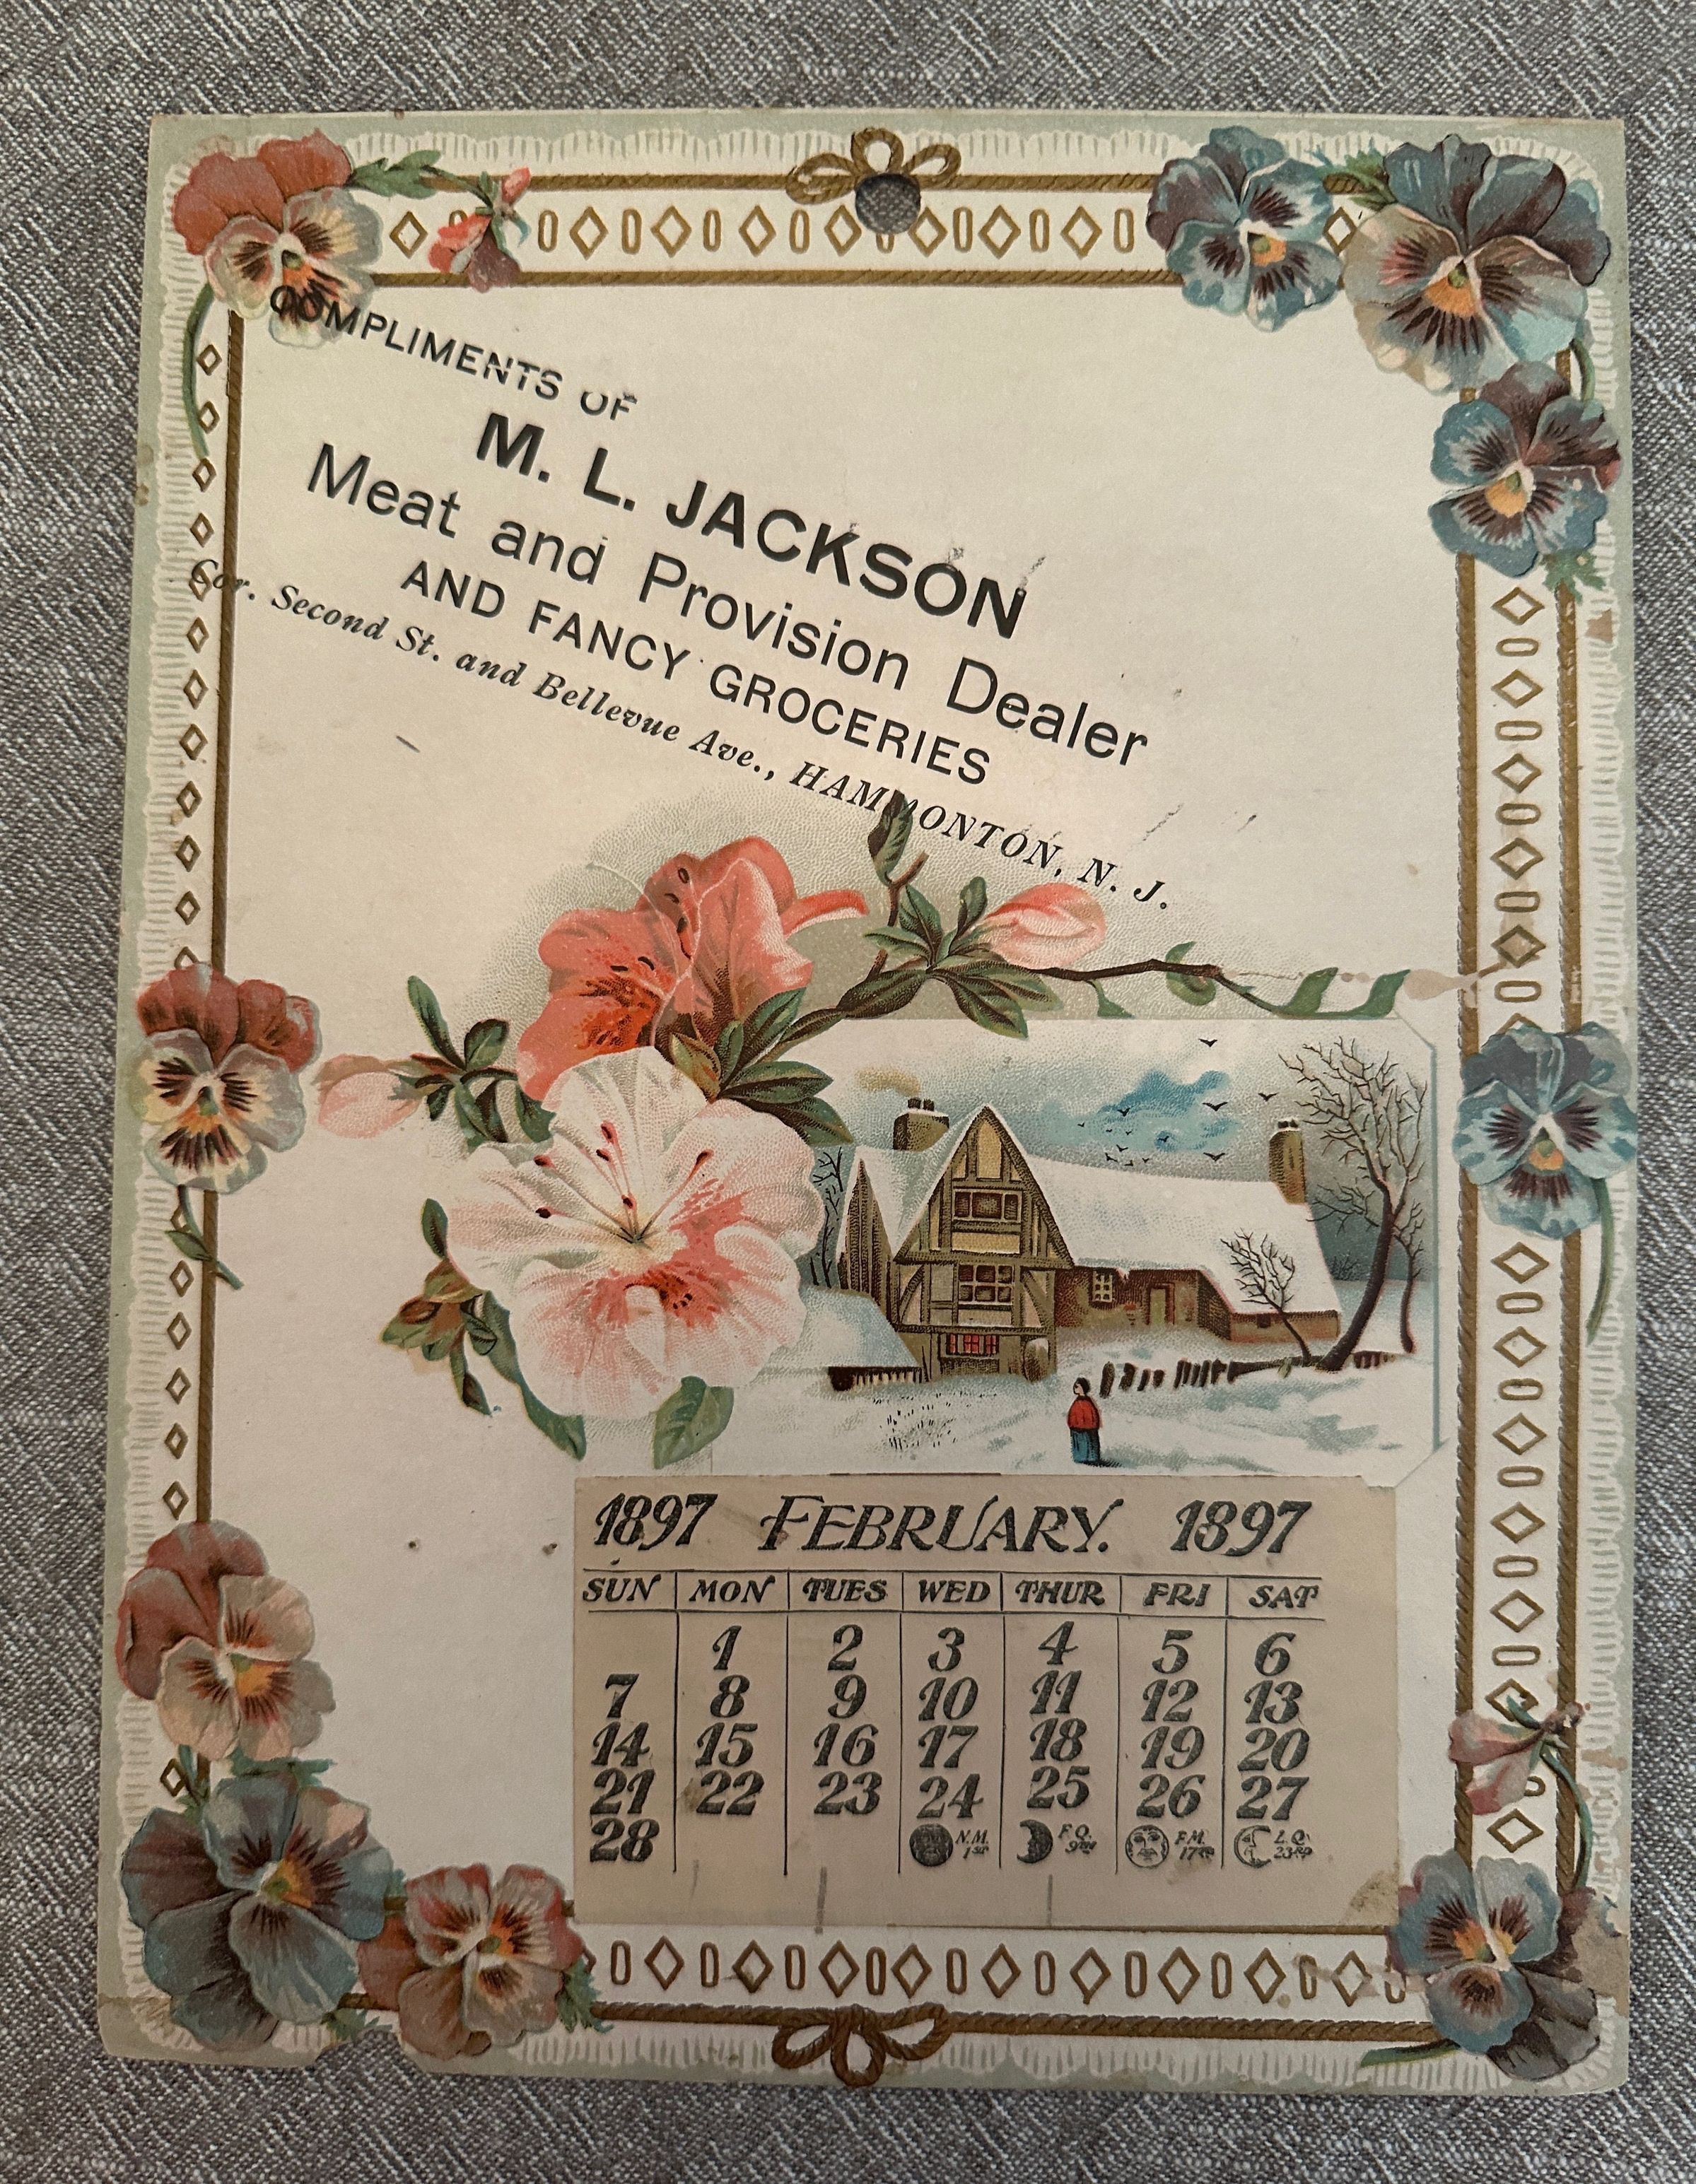 COMPLIMENTS OF
M. L. JACKSON
Meat and Provision Dealer
AND FANCY GROCERIES
Cor. Second St. and Bellevue Ave., HAMMONTON, N. J.
1897 FEBRUARY. 1897
SUN MON TUES WED THUR FRI SAT
1 2 3 4 5 6
7 8 9 10 11 12 13
14 15 16 17 18 19 20
21 22 23 24 25 26 27
28 N.M. 1ST F.Q. 9TH F.M. 17TH L.Q. 23RD